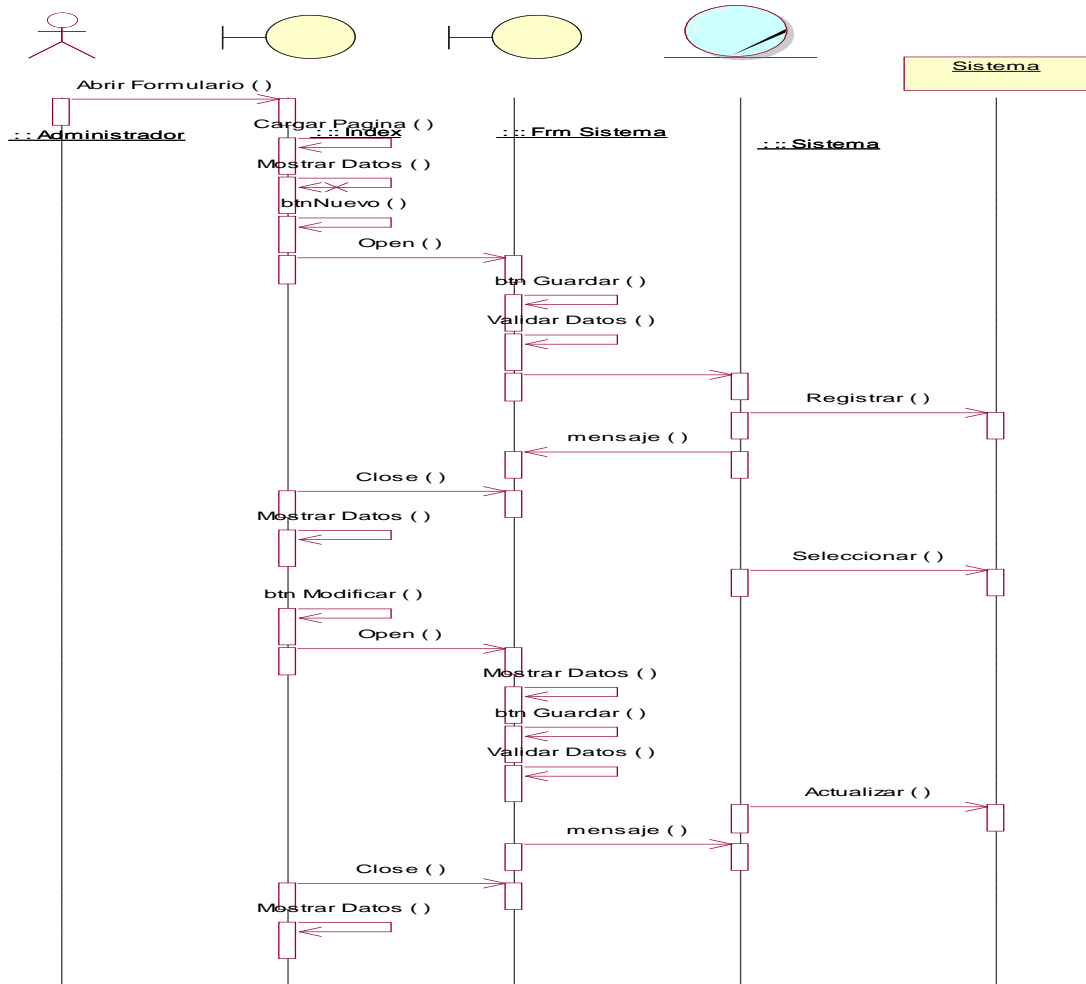 Sistema
Abrir Formulario ( )
: : Administrador
Cargar Pagina ( )
: :: Index
: :: Frm Sistema
: :: Sistema
Mostrar Datos ( )
btnNuevo ( )
Open ( )
btn Guardar ( )
Validar Datos ( )
Registrar ( )
mensaje ( )
Close ( )
Mostrar Datos ( )
Seleccionar ( )
btn Modificar ( )
Open ( )
Mostrar Datos ( )
btn Guardar ( )
Validar Datos ( )
Actualizar ( )
mensaje ( )
Close ( )
Mostrar Datos ( )